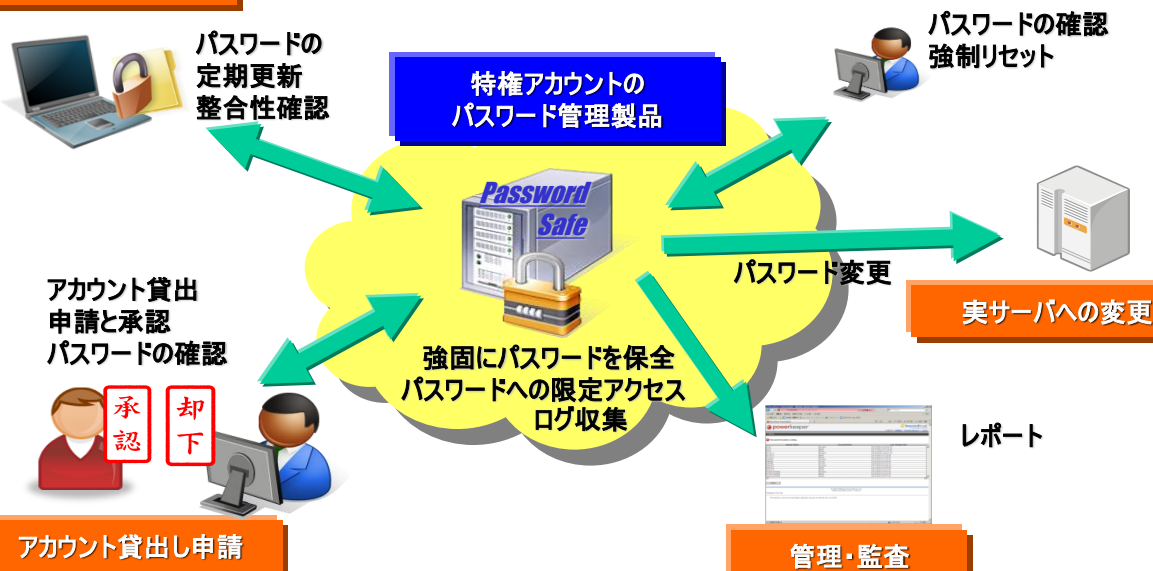 パスワードの
定期更新
整合性確認
特権アカウントの
パスワード管理製品
パスワードの確認
強制リセット
Password
Safe
パスワード変更
実サーバへの変更
アカウント貸出
申請と承認
パスワードの確認
承認
却下
強固にパスワードを保全
パスワードへの限定アクセス
ログ収集
powerkeeper
レポート
アカウント貸出し申請
管理・監査